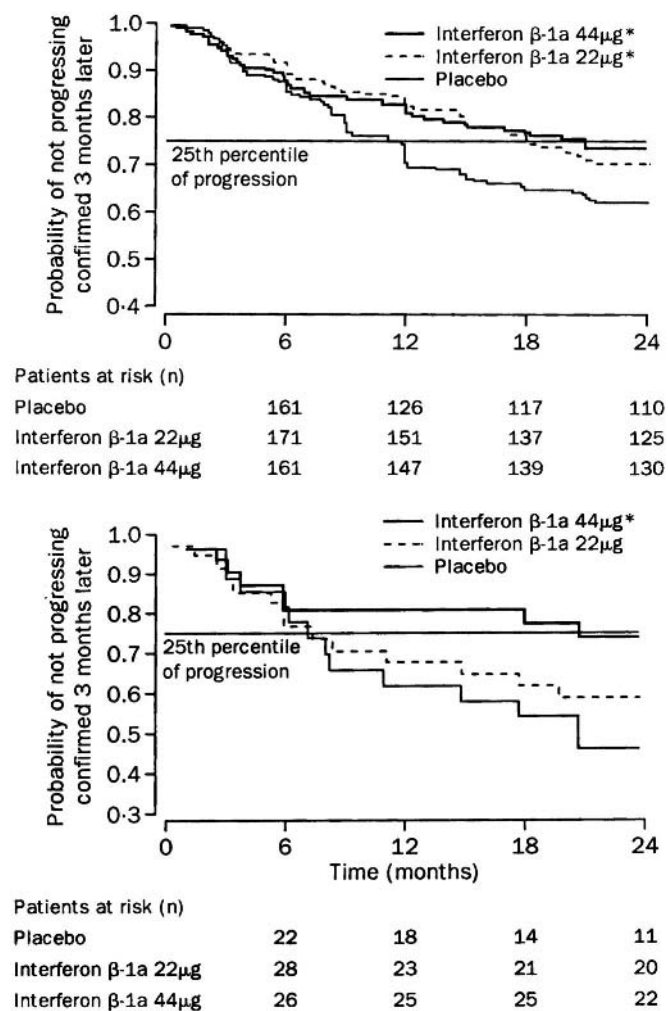 Interferon β-1a 44μg*
Interferon β-1a 22μg*
Placebo
Probability of not progressing
confirmed 3 months later
1·0
0·9
0·8
0·7
0·6
0·5
0·4
25th percentile
of progression
0 6 12 18 24
Patients at risk (n)
Placebo 161 126 117 110
Interferon β-1a 22μg 171 151 137 125
Interferon β-1a 44μg 161 147 139 130
Interferon β-1a 44μg*
Interferon β-1a 22μg
Placebo
Probability of not progressing
confirmed 3 months later
1.0
0.9
0.8
0.7
0.6
0.5
0.4
0.3
25th percentile
of progression
0 6 12 18 24
Time (months)
Patients at risk (n)
Placebo 22 18 14 11
Interferon β-1a 22μg 28 23 21 20
Interferon β-1a 44μg 26 25 25 22